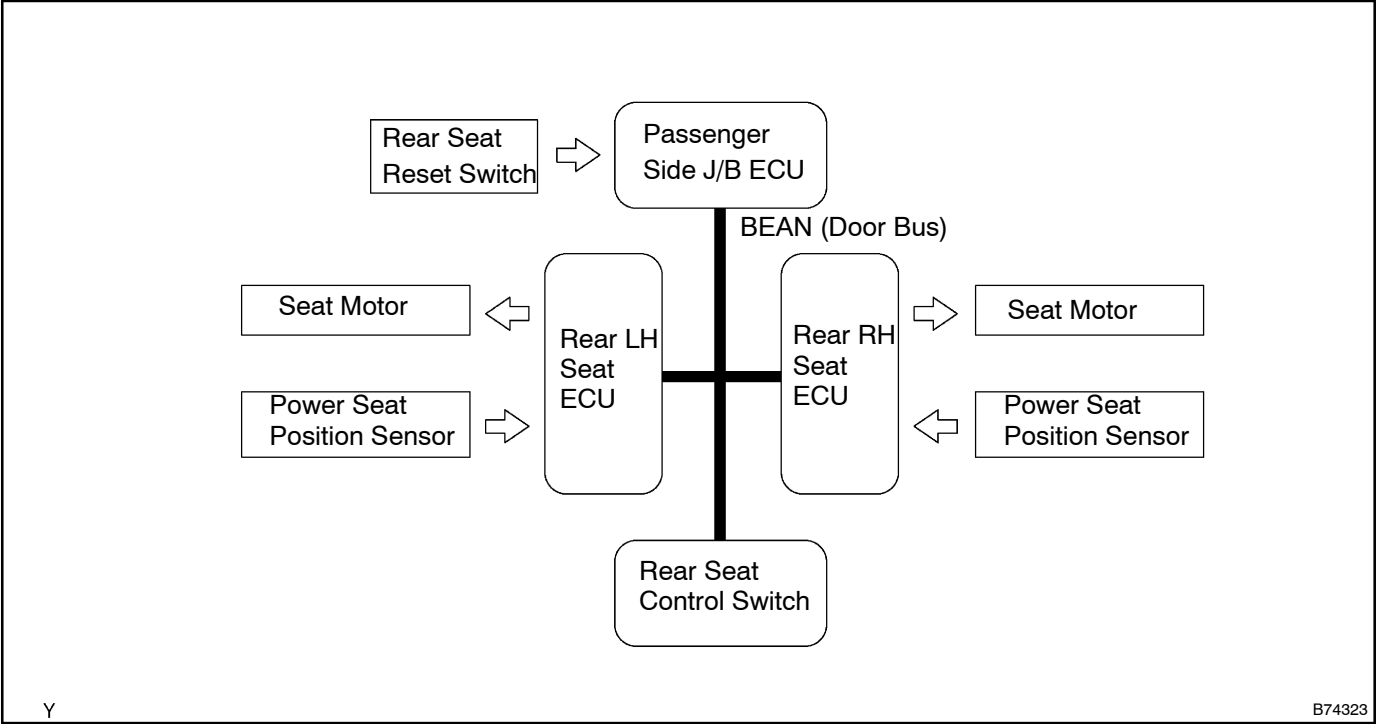 Rear Seat
Reset Switch
Passenger
Side J/B ECU
BEAN (Door Bus)
Seat Motor
Power Seat
Position Sensor
Rear LH
Seat
ECU
Rear RH
Seat
ECU
Seat Motor
Power Seat
Position Sensor
Rear Seat
Control Switch
Y
B74323